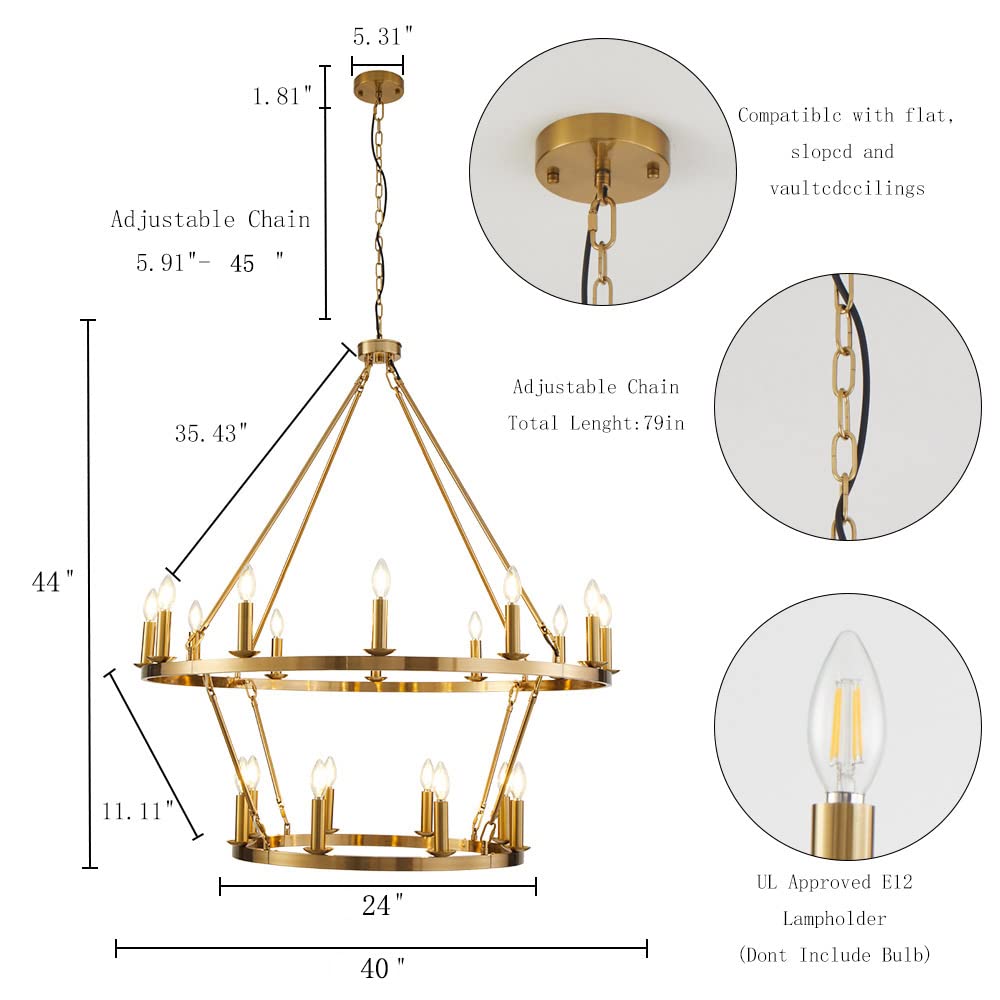 5.31"
1.81"
Adjustable Chain
5.91"- 45 "
35.43"
44"
11.11"
24"
40 "
Compatiblc with flat,
slopcd and
vaultcdccilings
Adjustable Chain
Total Lenght:79in
UL Approved E12
Lampholder
(Dont Include Bulb)